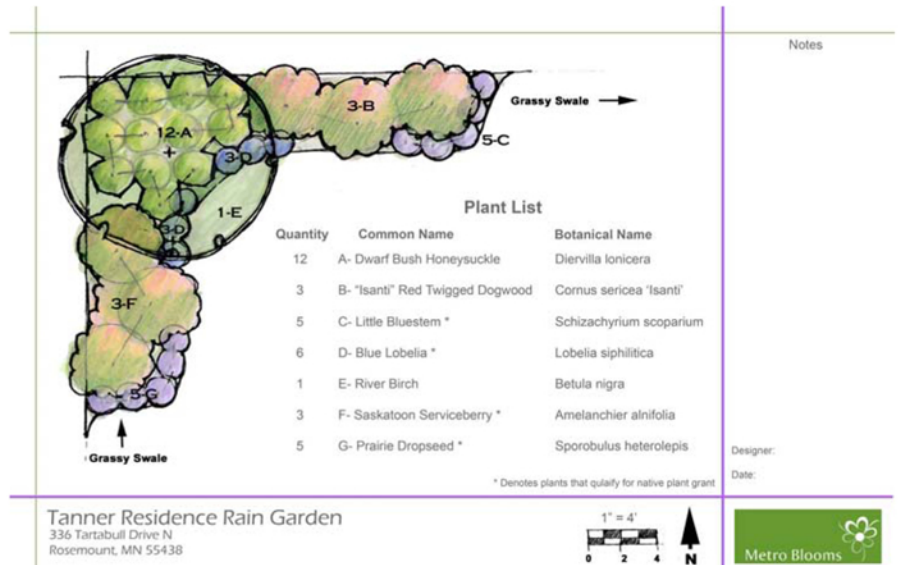 Notes
12-A
3-B
Grassy Swale
5-C
3-D
1-E
3-D
3-F
5-G
Grassy Swale
Plant List
Quantity Common Name Botanical Name
12 A- Dwarf Bush Honeysuckle Diervilla lonicera
3 B- “Isanti” Red Twigged Dogwood Cornus sericea ‘Isanti’
5 C- Little Bluestem * Schizachyrium scoparium
6 D- Blue Lobelia * Lobelia siphilitica
1 E- River Birch Betula nigra
3 F- Saskatoon Serviceberry * Amelanchier alnifolia
5 G- Prairie Dropseed * Sporobulus heterolepis
* Denotes plants that qulaify for native plant grant
Designer:
Date:
Tanner Residence Rain Garden
336 Tartabull Drive N
Rosemount, MN 55438
1" = 4'
0 2 4
N
Metro Blooms